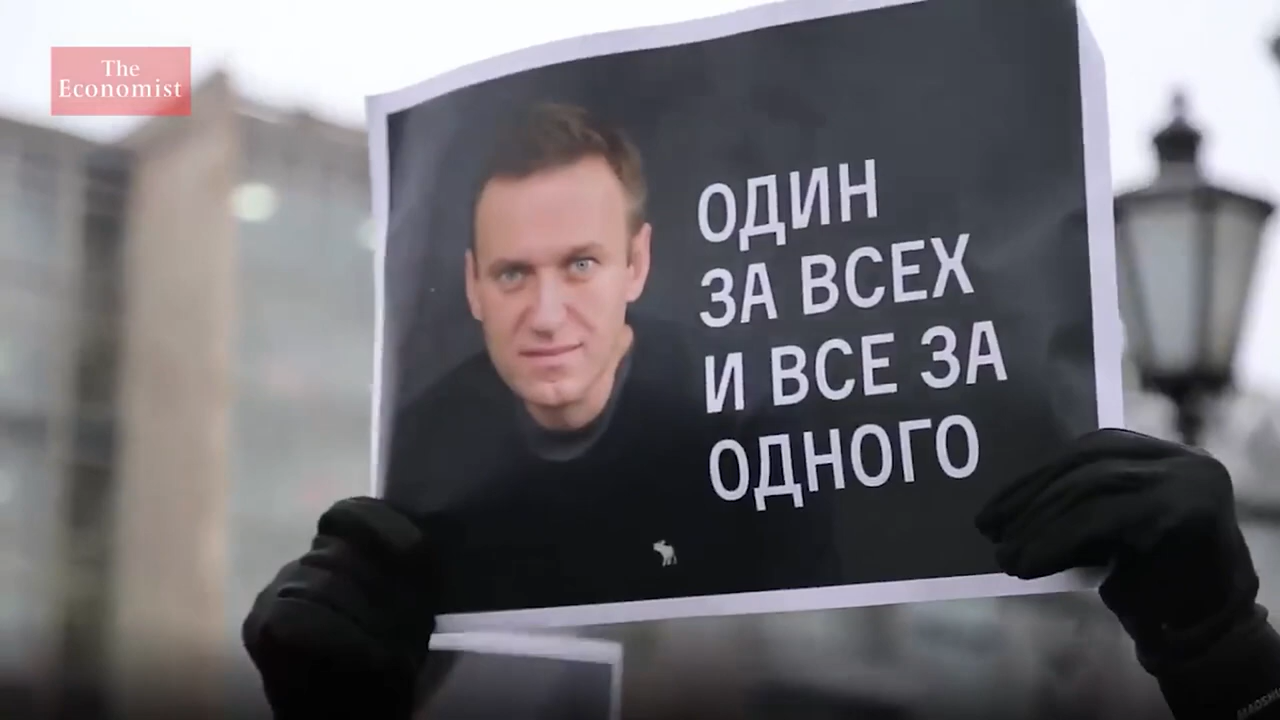 The
Economist
ОДИН
ЗА ВСЕХ
И ВСЕ ЗА
ОДНОГО